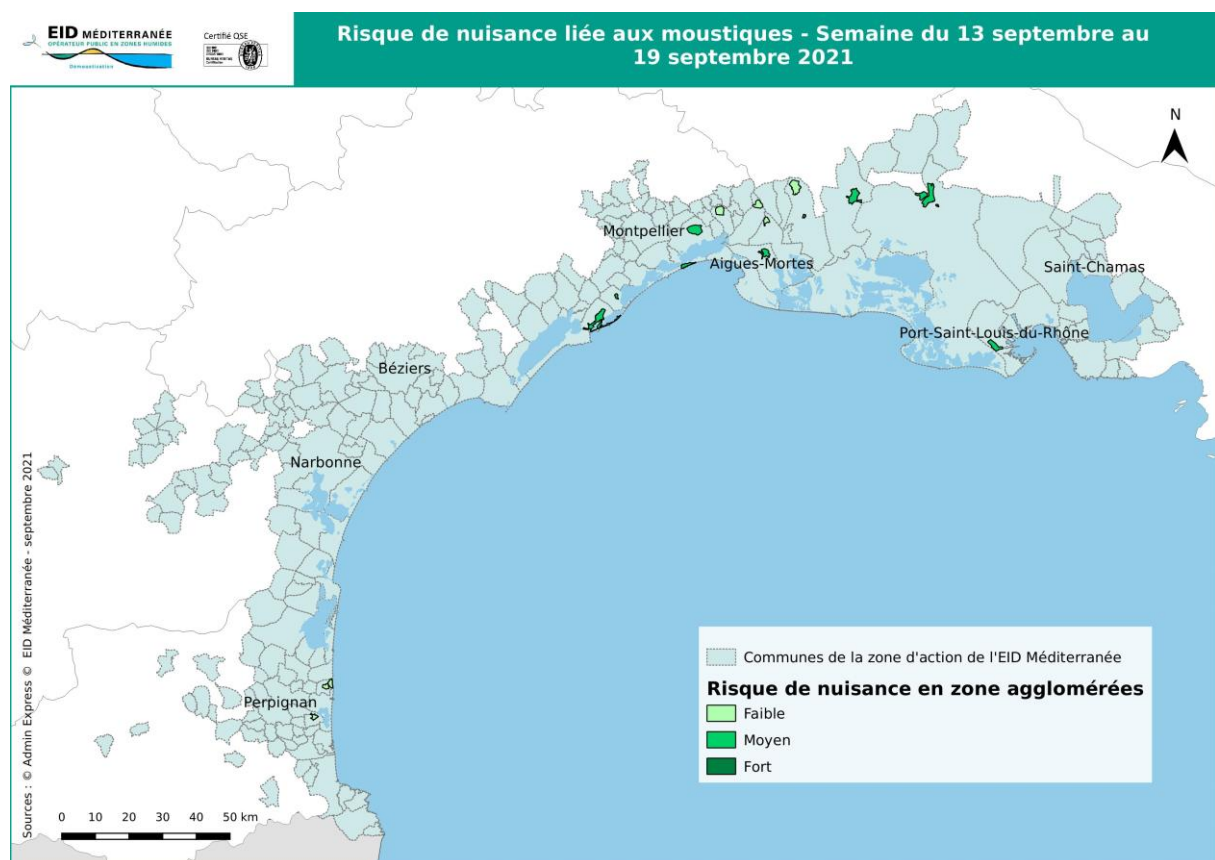 EID MÉDITERRANÉE
OPÉRATEUR PUBLIC EN ZONES HUMIDES
Démoustication
Certifié QSE
Risque de nuisance liée aux moustiques - Semaine du 13 septembre au
19 septembre 2021
N
Montpellier
Aigues-Mortes
Saint-Chamas
Port-Saint-Louis-du-Rhône
Béziers
Narbonne
Perpignan
Communes de la zone d'action de l'EID Méditerranée
Risque de nuisance en zone agglomérées
Faible
Moyen
Fort
0 10 20 30 40 50 km
Sources : © Admin Express © EID Méditerranée - septembre 2021